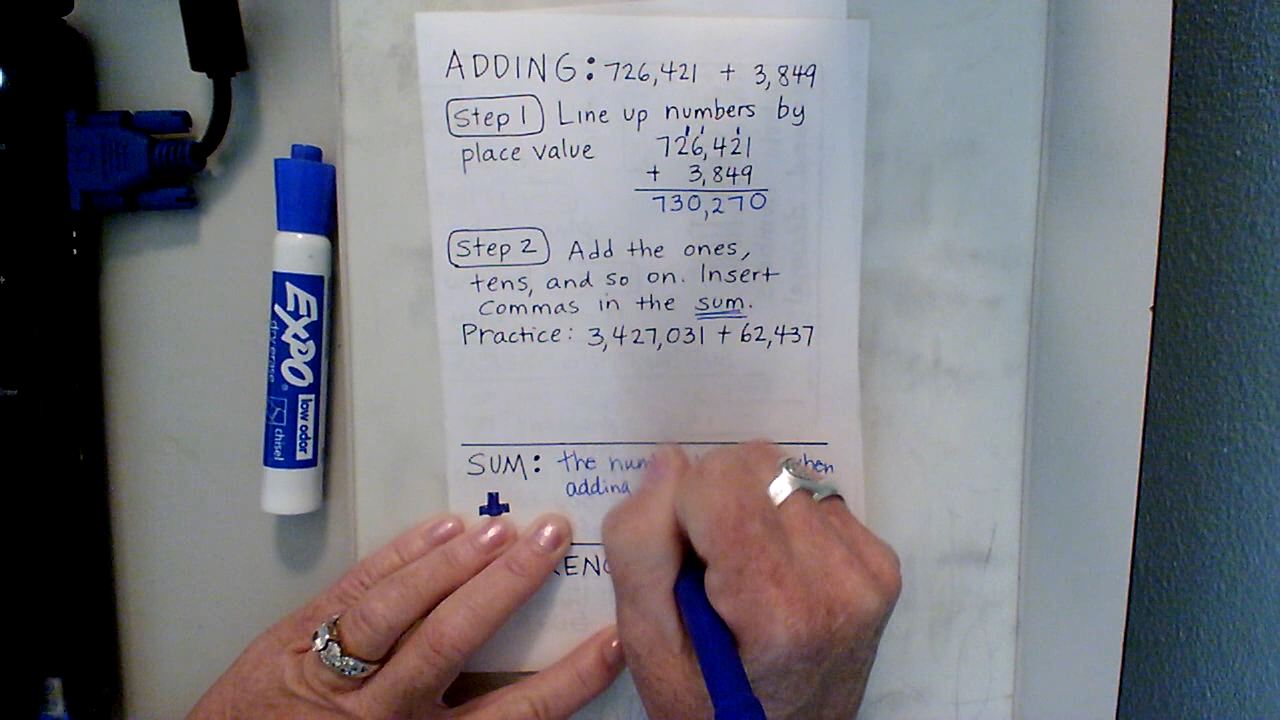 ADDING: 726,421 + 3,849
Step 1 Line up numbers by
place value
726,421
+ 3,849
730,270
Step 2 Add the ones,
tens, and so on. Insert
commas in the sum.
Practice: 3,427,031 + 62,437
SUM: the
adding
EXPO
dry erase
low odor
chisel